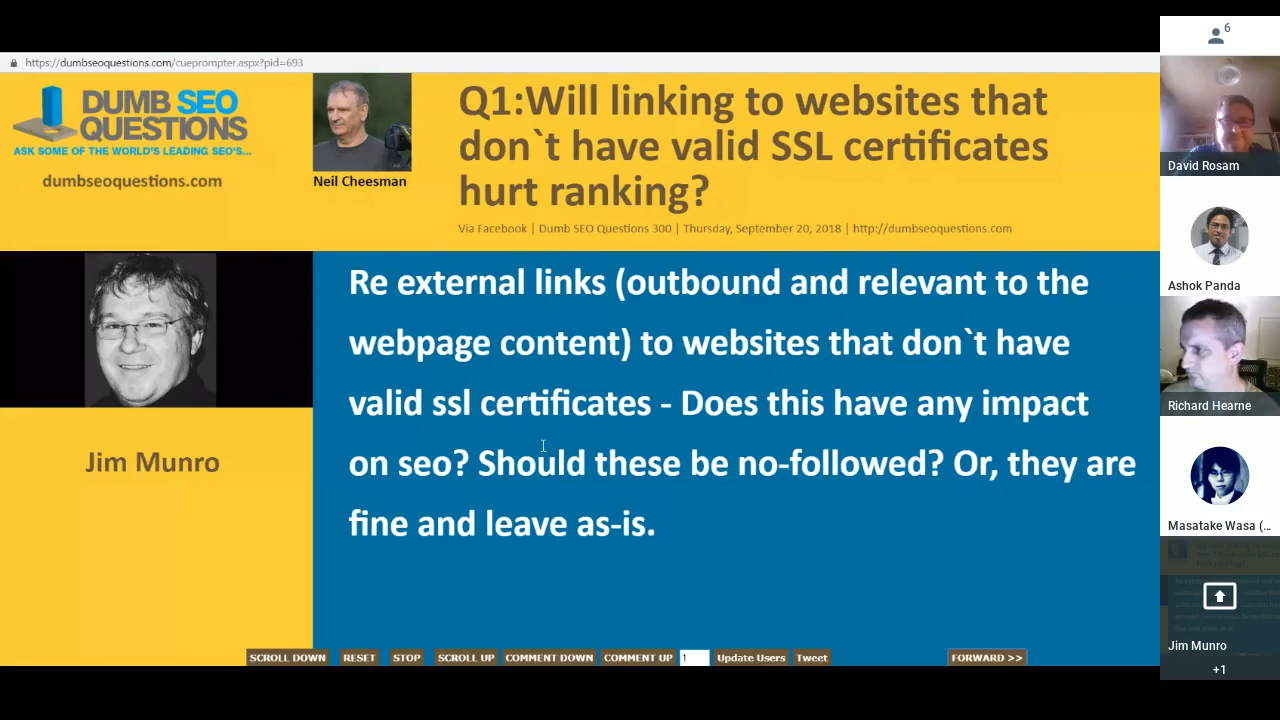 https://dumbseoquestions.com/cueprompter.aspx?pid=693
DUMB SEO
QUESTIONS
ASK SOME OF THE WORLD'S LEADING SEO'S...
dumbseoquestions.com
Neil Cheesman
Q1:Will linking to websites that
don`t have valid SSL certificates
hurt ranking?
Via Facebook | Dumb SEO Questions 300 | Thursday, September 20, 2018 | http://dumbseoquestions.com
Jim Munro
Re external links (outbound and relevant to the
webpage content) to websites that don`t have
valid ssl certificates - Does this have any impact
on seo? Should these be no-followed? Or, they are
fine and leave as-is.
SCROLL DOWN RESET STOP SCROLL UP COMMENT DOWN COMMENT UP 1 Update Users Tweet FORWARD >>
6
David Rosam
Ashok Panda
Richard Hearne
Masatake Wasa (...
Jim Munro
+1